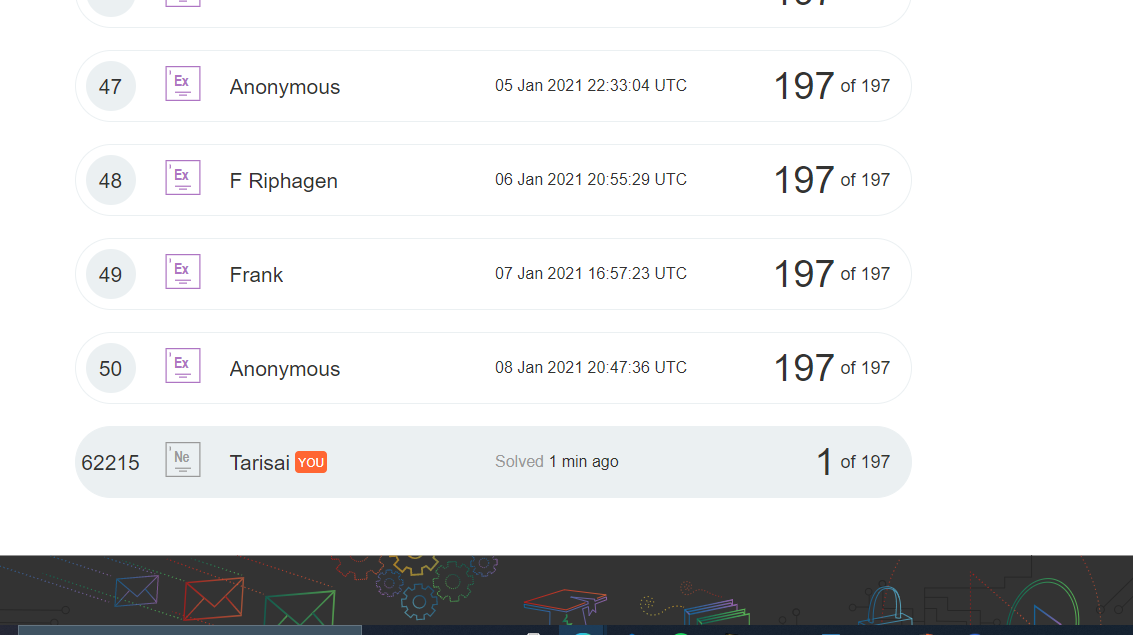 47 'Ex Anonymous 05 Jan 2021 22:33:04 UTC 197 of 197
48 'Ex F Riphagen 06 Jan 2021 20:55:29 UTC 197 of 197
49 'Ex Frank 07 Jan 2021 16:57:23 UTC 197 of 197
50 'Ex Anonymous 08 Jan 2021 20:47:36 UTC 197 of 197
62215 'Ne Tarisai YOU Solved 1 min ago 1 of 197